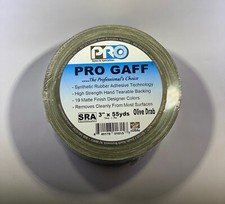 PRO
PRO GAFF
....The Professional's Choice
- Synthetic Rubber Adhesive Technology
- High Strength Hand Tearable Backing
- 19 Matte Finish Designer Colors
- Removes Cleanly From Most Surfaces
SRA 3" x 55yds Olive Drab